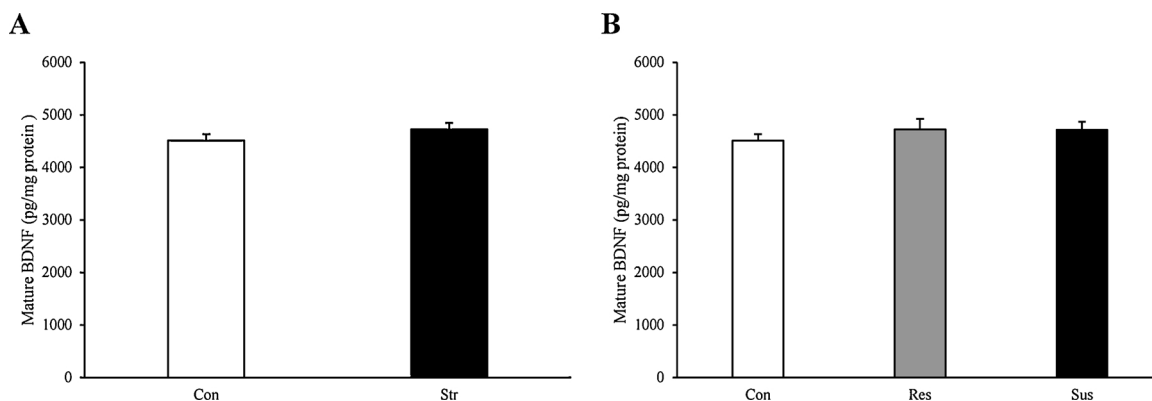 A
Mature BDNF (pg/mg protein )
6000
5000
4000
3000
2000
1000
0
Con Str
B
Mature BDNF (pg/mg protein)
6000
5000
4000
3000
2000
1000
0
Con Res Sus